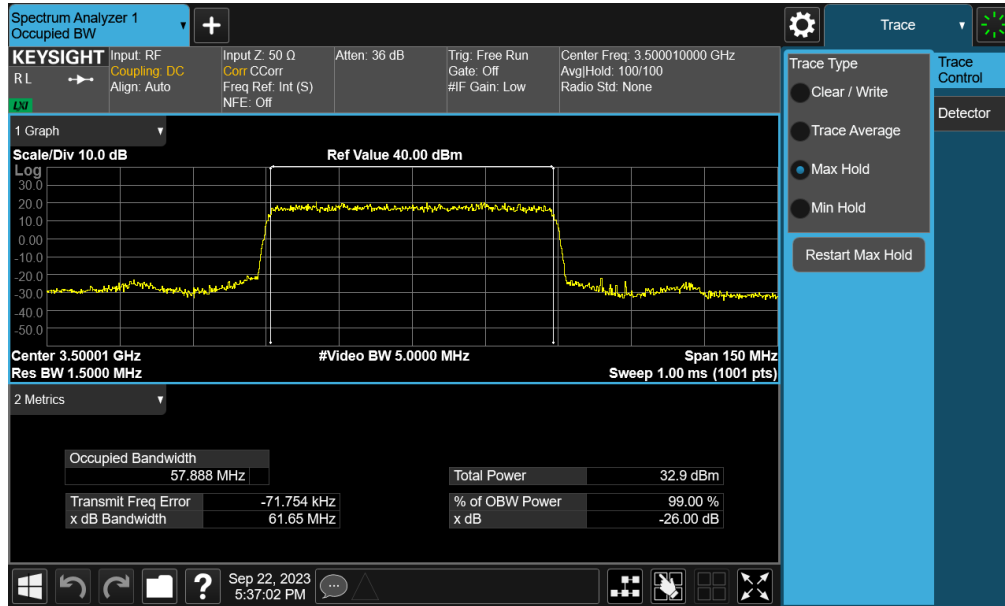 Spectrum Analyzer 1
Occupied BW
Trace
KEYSIGHT
R L
LXI
Input: RF
Coupling: DC
Align: Auto
Input Z: 50 Ω
Corr CCorr
Freq Ref: Int (S)
NFE: Off
Atten: 36 dB
Trig: Free Run
Gate: Off
#IF Gain: Low
Center Freq: 3.500010000 GHz
Avg|Hold: 100/100
Radio Std: None
1 Graph
Scale/Div 10.0 dB
Ref Value 40.00 dBm
Log
30.0
20.0
10.0
0.00
-10.0
-20.0
-30.0
-40.0
-50.0
Center 3.50001 GHz
#Video BW 5.0000 MHz
Span 150 MHz
Res BW 1.5000 MHz
Sweep 1.00 ms (1001 pts)
2 Metrics
Occupied Bandwidth
57.888 MHz
Total Power 32.9 dBm
Transmit Freq Error -71.754 kHz
% of OBW Power 99.00 %
x dB Bandwidth 61.65 MHz
x dB -26.00 dB
Trace Type
Clear / Write
Trace Average
Max Hold
Min Hold
Restart Max Hold
Trace
Control
Detector
?
Sep 22, 2023
5:37:02 PM